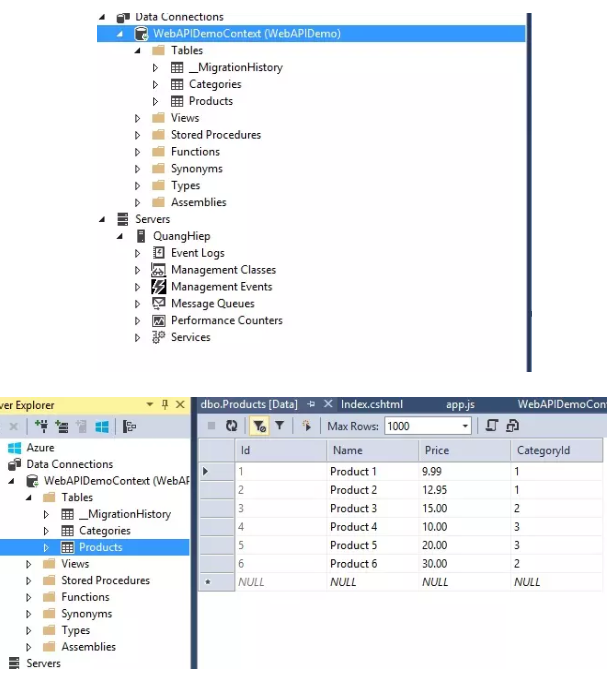 Data Connections
WebAPIDemoContext (WebAPIDemo)
Tables
__MigrationHistory
Categories
Products
Views
Stored Procedures
Functions
Synonyms
Types
Assemblies
Servers
QuangHiep
Event Logs
Management Classes
Management Events
Message Queues
Performance Counters
Services
ver Explorer
Azure
Data Connections
WebAPIDemoContext (WebAP
Tables
__MigrationHistory
Categories
Products
Views
Stored Procedures
Functions
Synonyms
Types
Assemblies
Servers
dbo.Products [Data] Index.cshtml app.js WebAPIDemoCon
Max Rows: 1000
Id Name Price CategoryId
1 Product 1 9.99 1
2 Product 2 12.95 1
3 Product 3 15.00 2
4 Product 4 10.00 3
5 Product 5 20.00 3
6 Product 6 30.00 2
NULL NULL NULL NULL